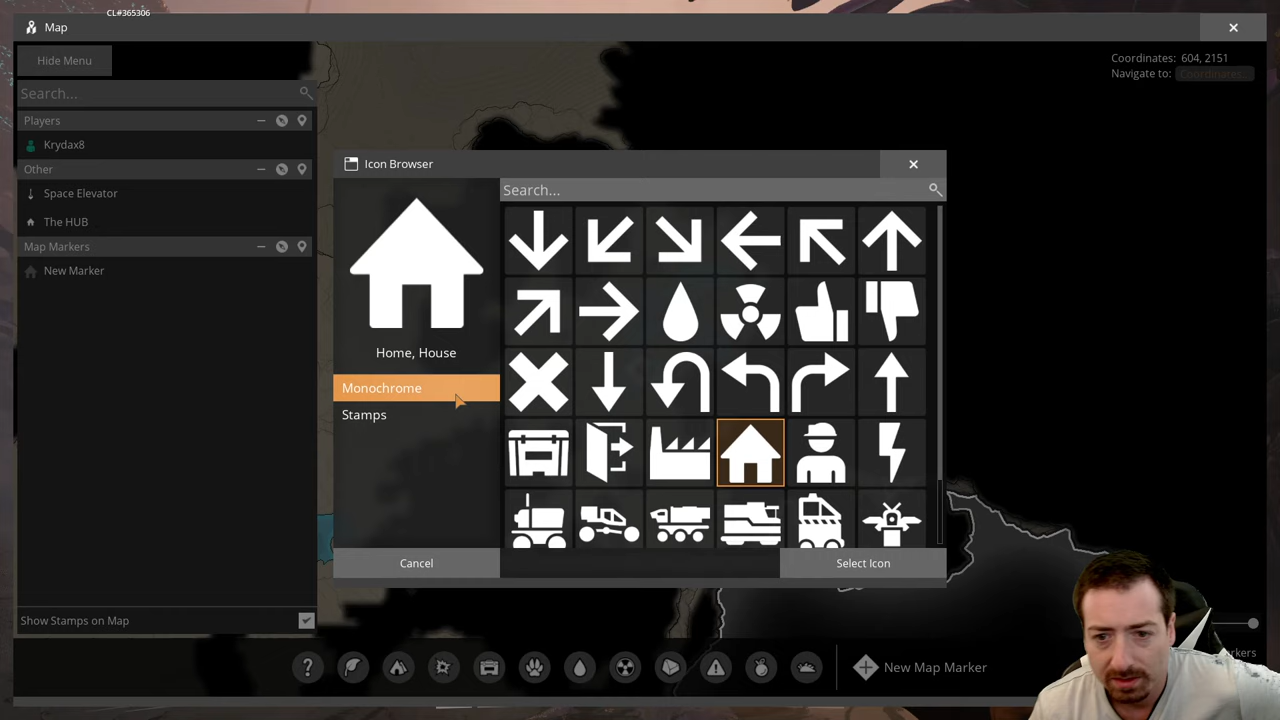 CL#365306
Map
Hide Menu
Coordinates: 604, 2151
Navigate to: Coordinates...
Search...
Players
Krydax8
Other
Space Elevator
The HUB
Map Markers
New Marker
Icon Browser
Search...
Home, House
Monochrome
Stamps
Cancel
Select Icon
Show Stamps on Map
New Map Marker